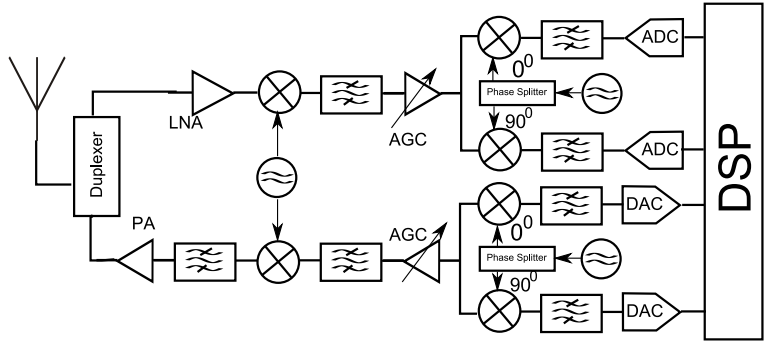 ADC
0⁰
Phase Splitter
LNA
AGC
90⁰
ADC
Duplexer
DSP
DAC
PA
AGC
0⁰
Phase Splitter
90⁰
DAC